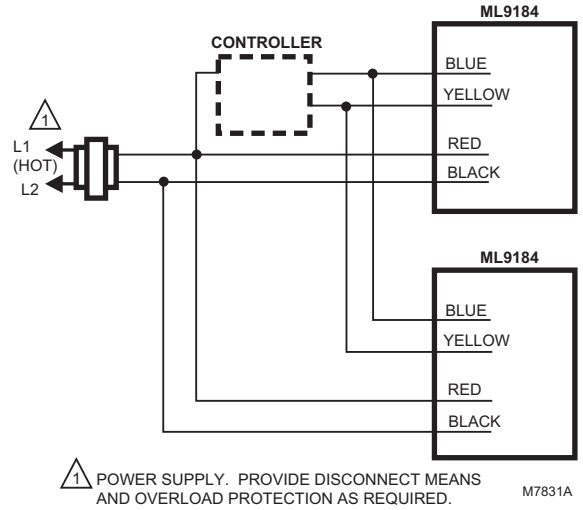 ML9184
CONTROLLER
BLUE
YELLOW
1
L1
(HOT)
L2
RED
BLACK
ML9184
BLUE
YELLOW
RED
BLACK
1 POWER SUPPLY. PROVIDE DISCONNECT MEANS
AND OVERLOAD PROTECTION AS REQUIRED.
M7831A